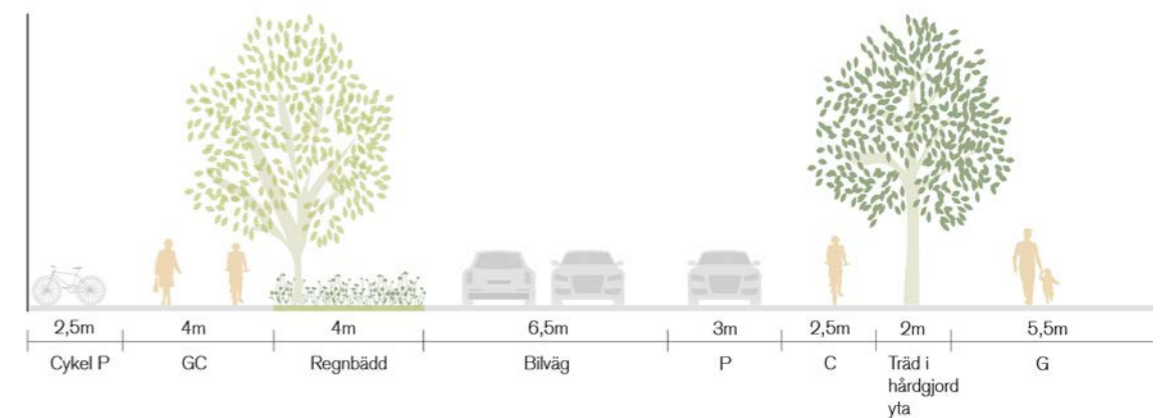 2,5m 4m 4m 6,5m 3m 2,5m 2m 5,5m
Cykel P GC Regnbädd Bilväg P C Träd i G
hårdgjord
yta